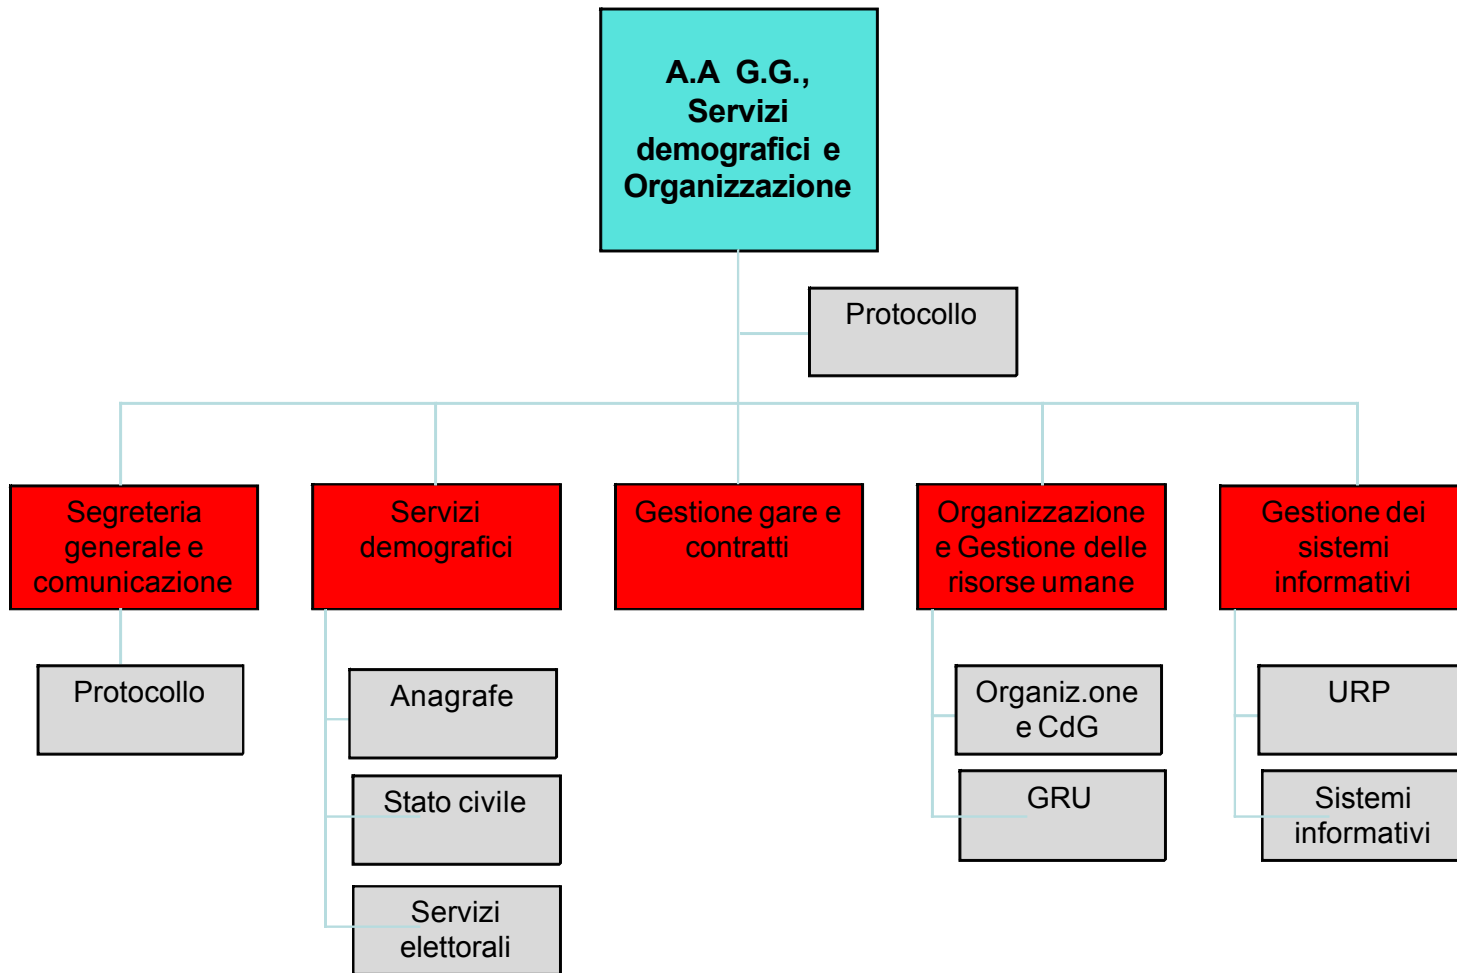 A.A G.G.,
Servizi
demografici e
Organizzazione
Protocollo
Segreteria
generale e
comunicazione
Servizi
demografici
Gestione gare e
contratti
Organizzazione
e Gestione delle
risorse umane
Gestione dei
sistemi
informativi
Protocollo
Anagrafe
Stato civile
Servizi
elettorali
Organiz.one
e CdG
GRU
URP
Sistemi
informativi